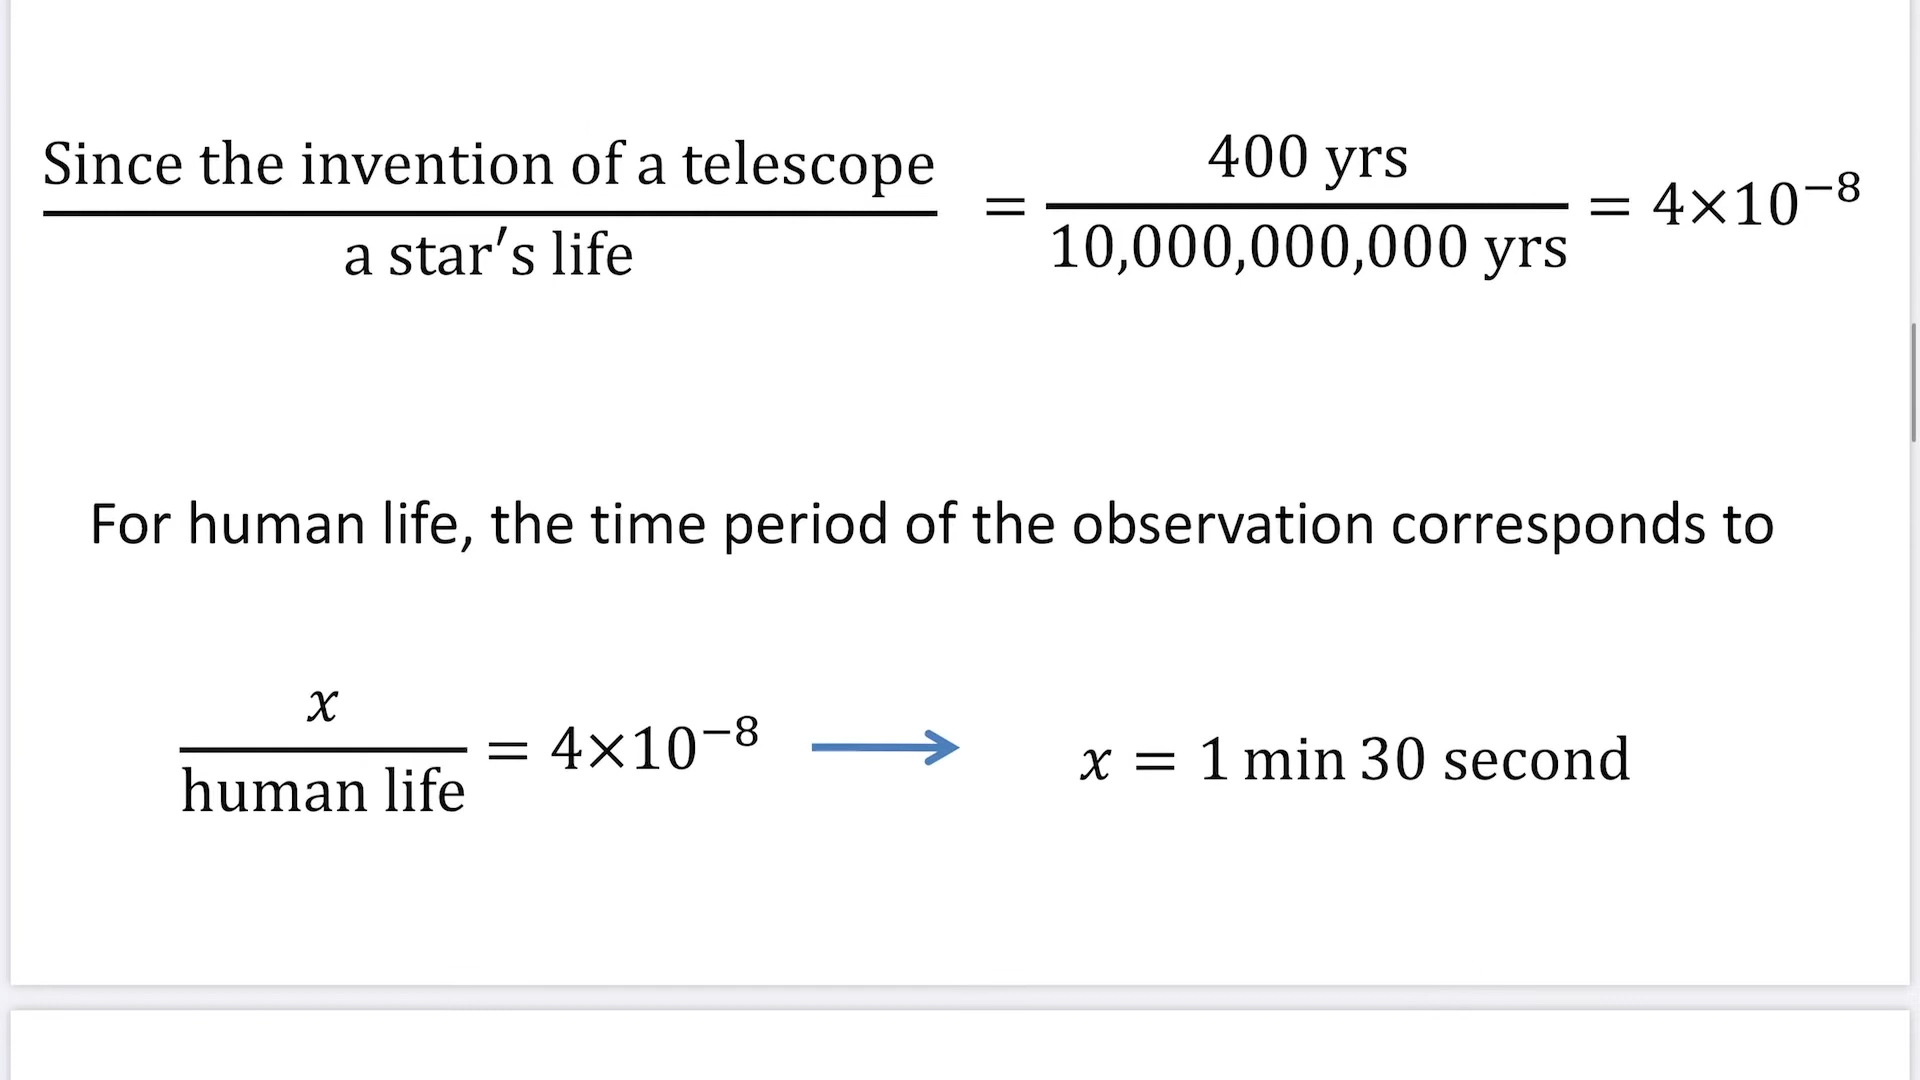 Since the invention of a telescope
a star′s life
=
400 yrs
10,000,000,000 yrs
= 4×10⁻⁸
For human life, the time period of the observation corresponds to
x
human life
= 4×10⁻⁸
x = 1 min 30 second